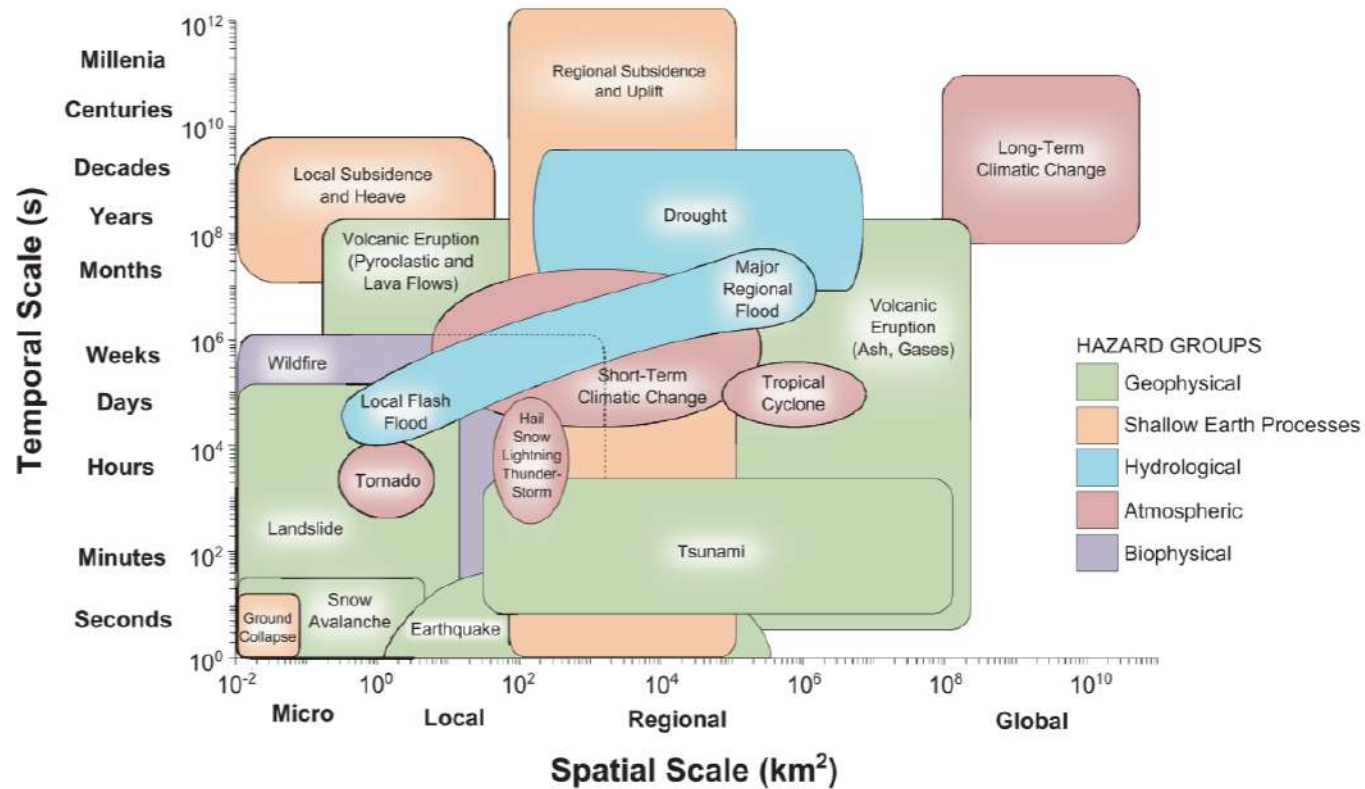 Temporal Scale (s)
Millenia
Centuries
Decades
Years
Months
Weeks
Days
Hours
Minutes
Seconds
10^12
10^10
10^8
10^6
10^4
10^2
10^0
Regional Subsidence
and Uplift
Local Subsidence
and Heave
Long-Term
Climatic Change
Drought
Volcanic Eruption
(Pyroclastic and
Lava Flows)
Major
Regional
Flood
Volcanic
Eruption
(Ash, Gases)
Wildfire
Local Flash
Flood
Short-Term
Climatic Change
Tropical
Cyclone
Hail
Snow
Lightning
Thunder-
Storm
Tornado
Landslide
Tsunami
Snow
Avalanche
Ground
Collapse
Earthquake
HAZARD GROUPS
Geophysical
Shallow Earth Processes
Hydrological
Atmospheric
Biophysical
10^-2 10^0 10^2 10^4 10^6 10^8 10^10
Micro Local Regional Global
Spatial Scale (km²)